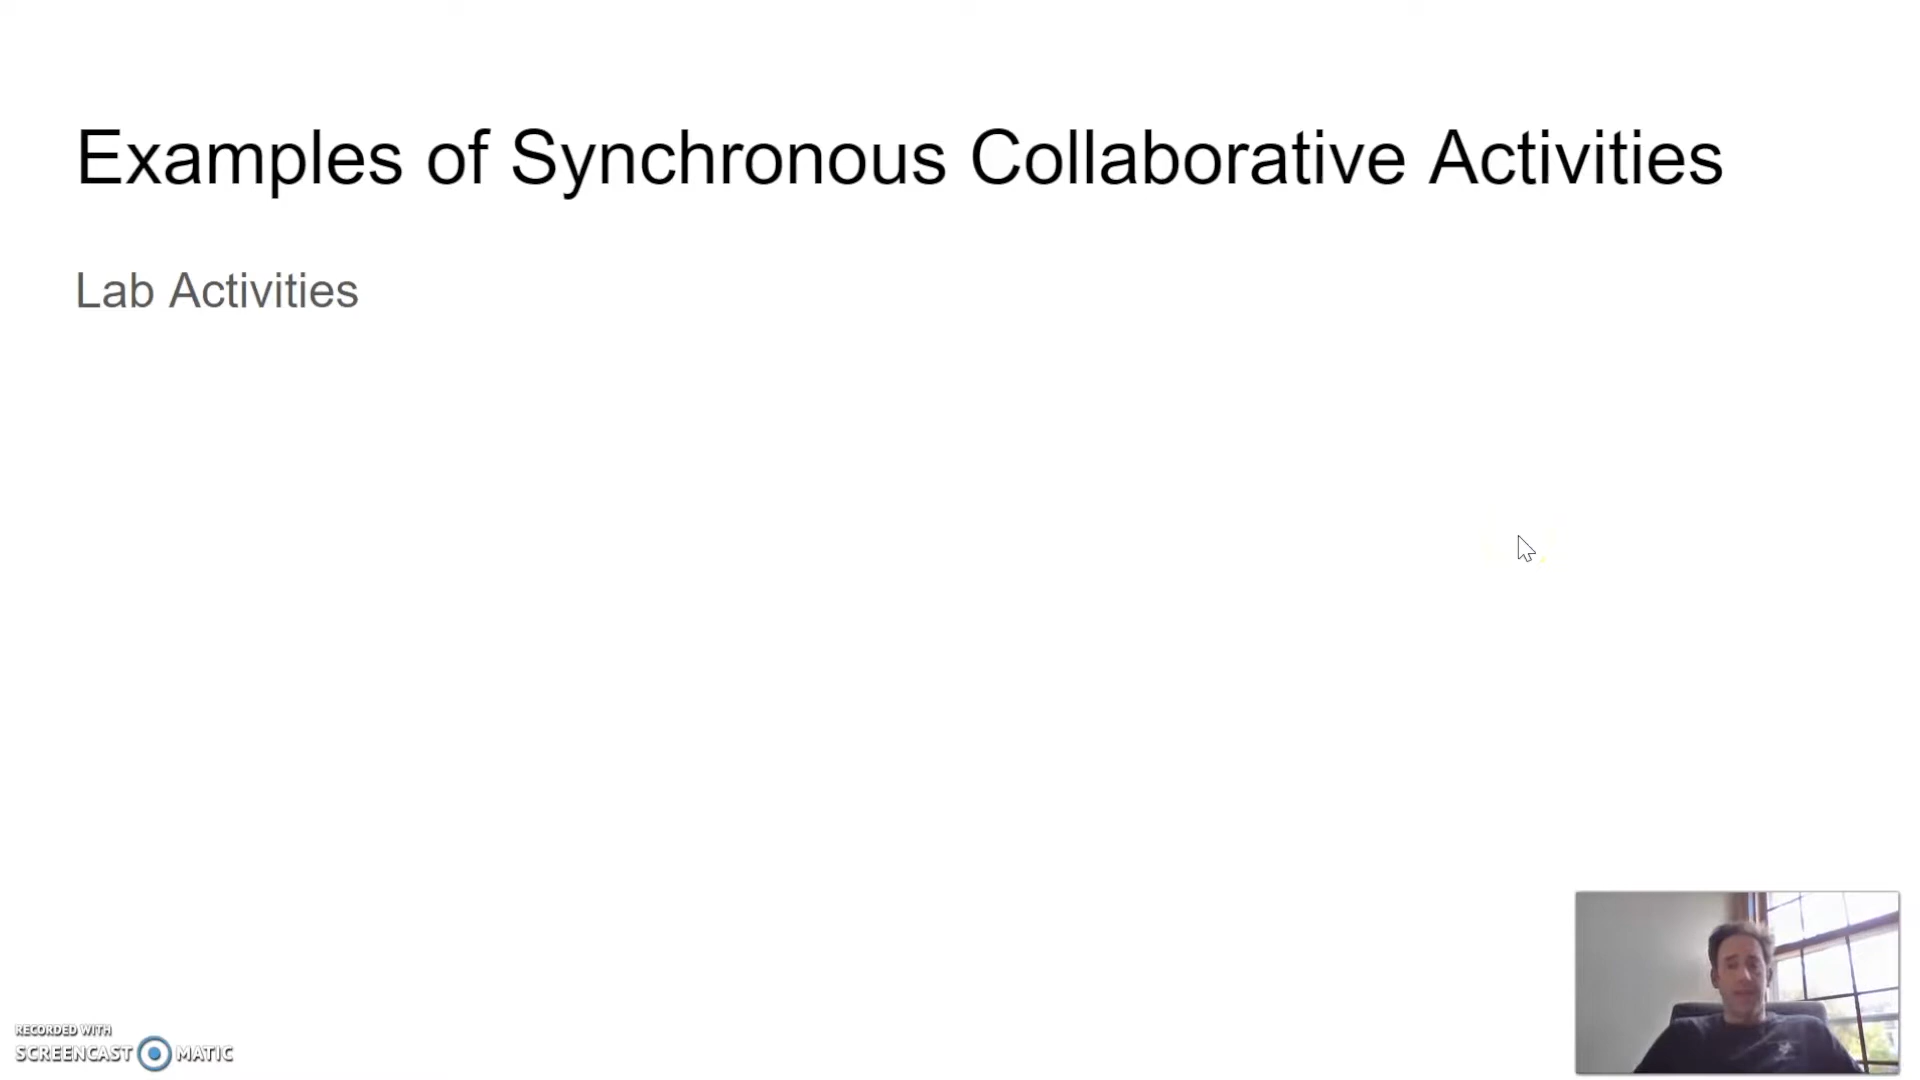 Examples of Synchronous Collaborative Activities
Lab Activities
RECORDED WITH
SCREENCAST MATIC